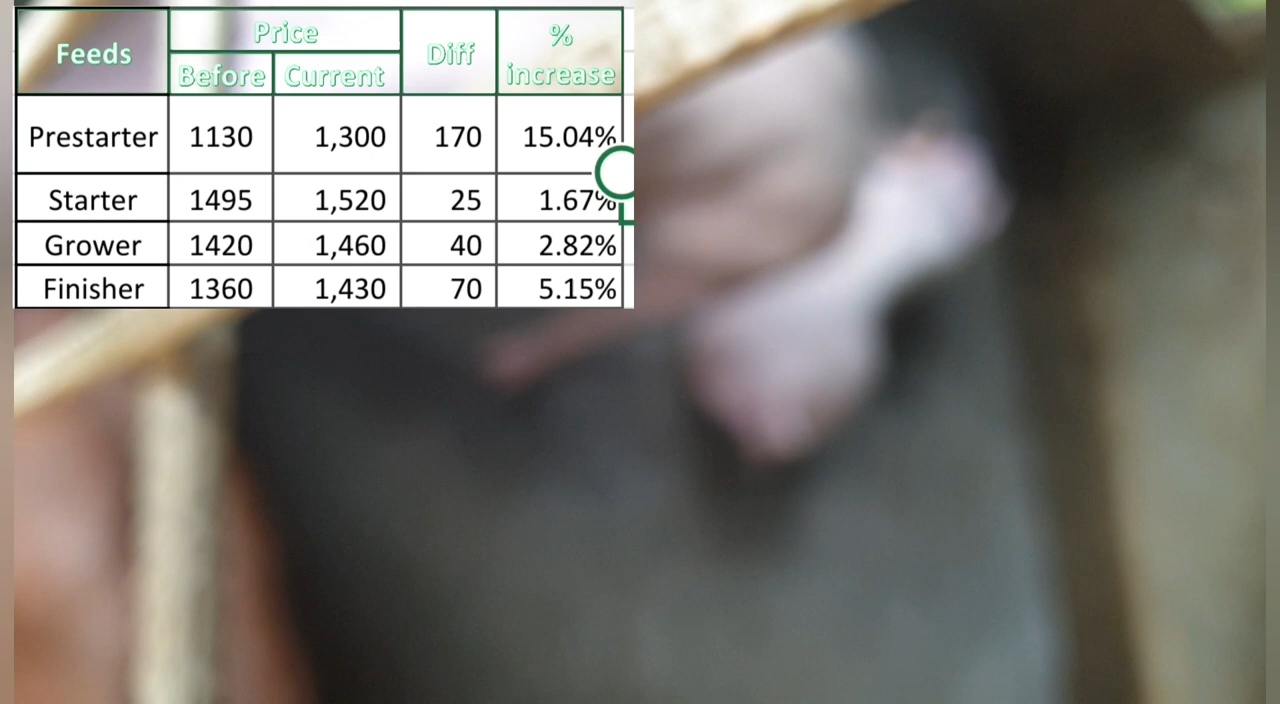 Feeds Price Diff % increase
Before Current
Prestarter 1130 1,300 170 15.04%
Starter 1495 1,520 25 1.67%
Grower 1420 1,460 40 2.82%
Finisher 1360 1,430 70 5.15%